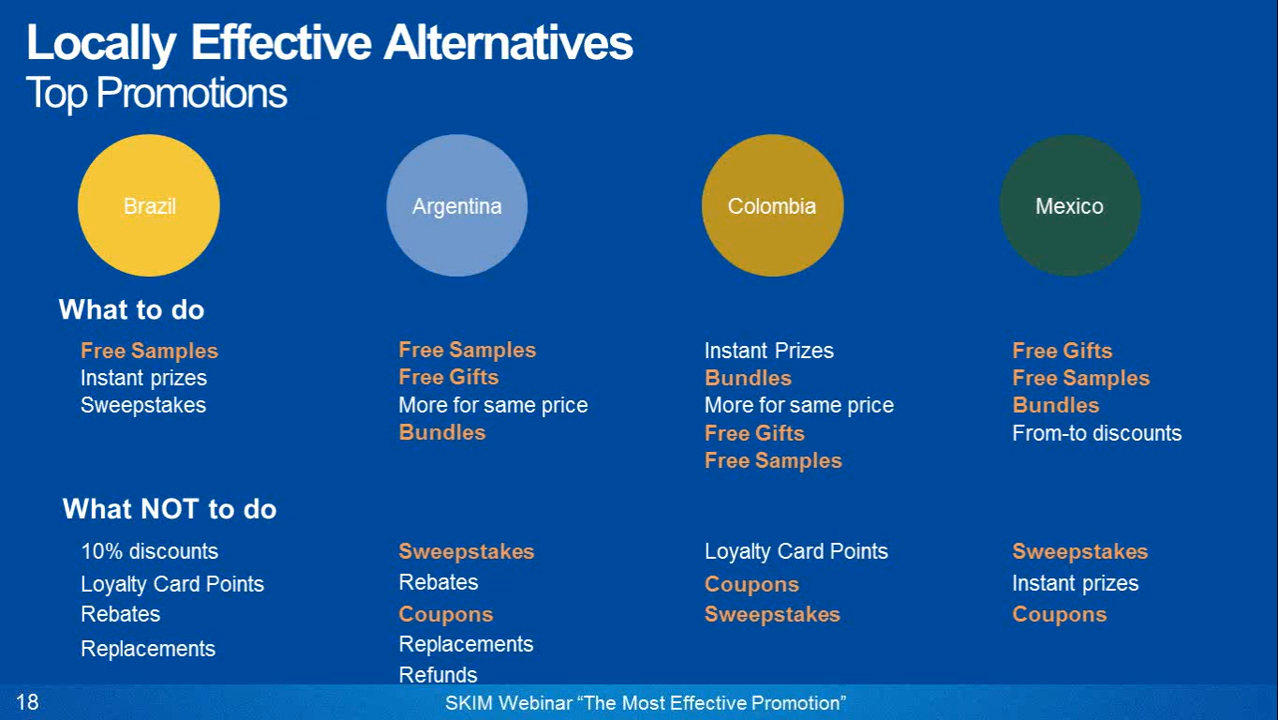 Locally Effective Alternatives
Top Promotions
Brazil
Argentina
Colombia
Mexico
What to do
Free Samples
Instant prizes
Sweepstakes
Free Samples
Free Gifts
More for same price
Bundles
Instant Prizes
Bundles
More for same price
Free Gifts
Free Samples
Free Gifts
Free Samples
Bundles
From-to discounts
What NOT to do
10% discounts
Loyalty Card Points
Rebates
Replacements
Sweepstakes
Rebates
Coupons
Replacements
Refunds
Loyalty Card Points
Coupons
Sweepstakes
Sweepstakes
Instant prizes
Coupons
18
SKIM Webinar “The Most Effective Promotion”